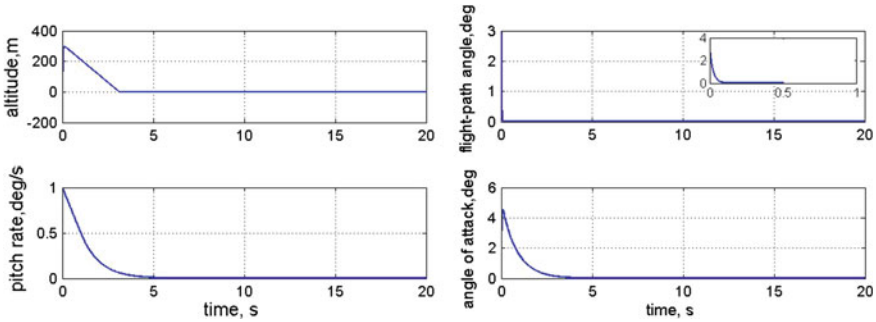 altitude,m
400
200
0
-200
0 5 10 15 20
flight-path angle,deg
3
2
1
0
0 5 10 15 20
4
2
0
0 0.5 1
pitch rate,deg/s
1
0.5
0
0 5 10 15 20
time, s
angle of attack,deg
6
4
2
0
0 5 10 15 20
time, s